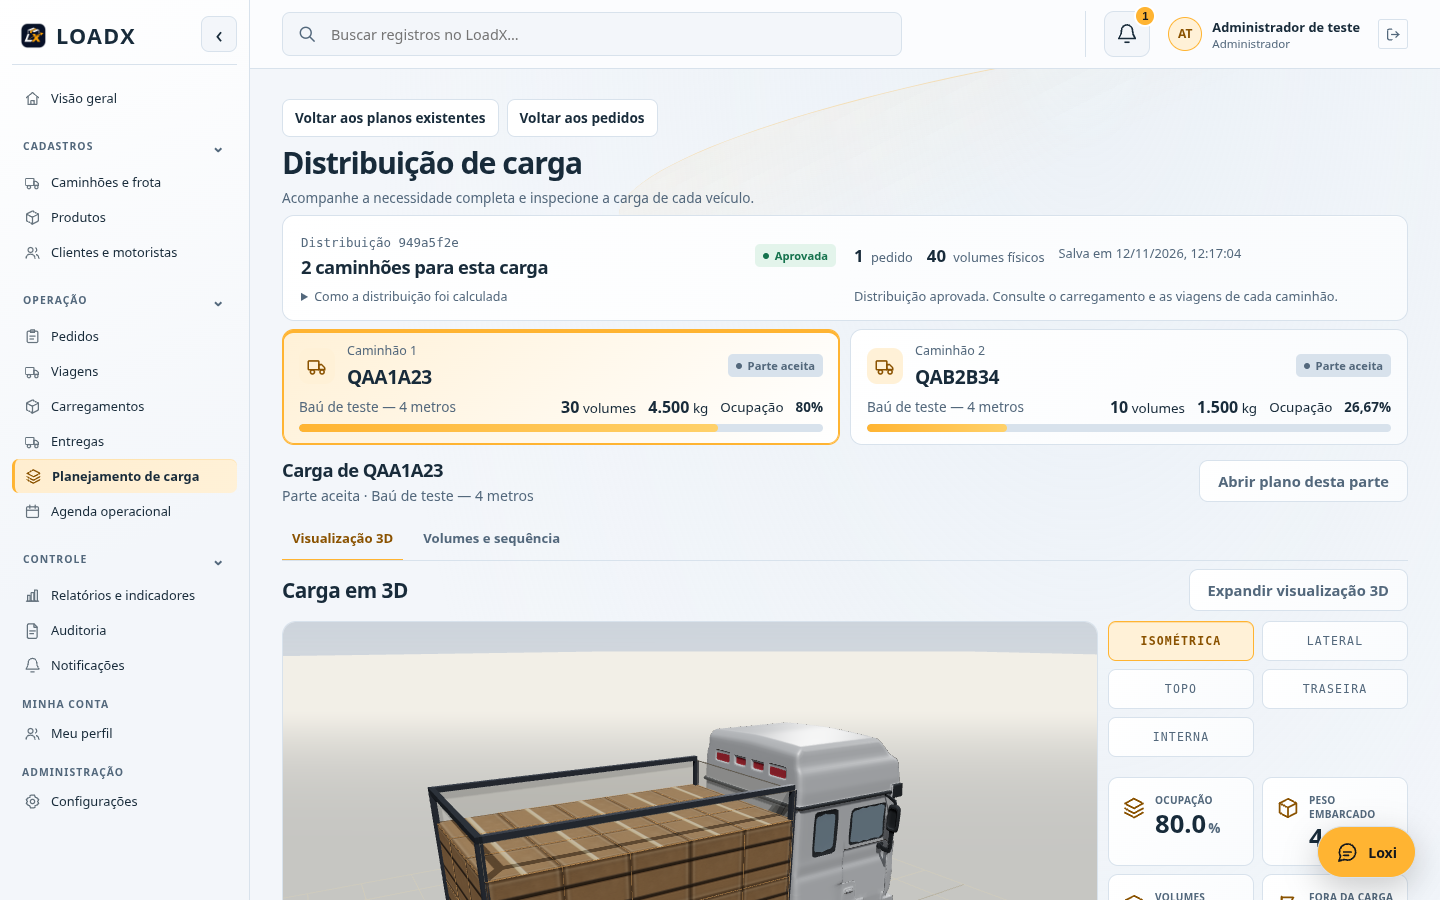 LOADX
Buscar registros no LoadX...
1
AT
Administrador de teste
Administrador
Visão geral
CADASTROS
Caminhões e frota
Produtos
Clientes e motoristas
OPERAÇÃO
Pedidos
Viagens
Carregamentos
Entregas
Planejamento de carga
Agenda operacional
CONTROLE
Relatórios e indicadores
Auditoria
Notificações
MINHA CONTA
Meu perfil
ADMINISTRAÇÃO
Configurações
Voltar aos planos existentes
Voltar aos pedidos
Distribuição de carga
Acompanhe a necessidade completa e inspecione a carga de cada veículo.
Distribuição 949a5f2e
2 caminhões para esta carga
Aprovada
1 pedido 40 volumes físicos Salva em 12/11/2026, 12:17:04
Como a distribuição foi calculada
Distribuição aprovada. Consulte o carregamento e as viagens de cada caminhão.
Caminhão 1
QAA1A23
Parte aceita
Baú de teste — 4 metros
30 volumes 4.500 kg Ocupação 80%
Caminhão 2
QAB2B34
Parte aceita
Baú de teste — 4 metros
10 volumes 1.500 kg Ocupação 26,67%
Carga de QAA1A23
Parte aceita · Baú de teste — 4 metros
Abrir plano desta parte
Visualização 3D
Volumes e sequência
Carga em 3D
Expandir visualização 3D
ISOMÉTRICA
LATERAL
TOPO
TRASEIRA
INTERNA
OCUPAÇÃO
80.0 %
PESO
EMBARCADO
Loxi
VOLUMES
FORA DA CARGA